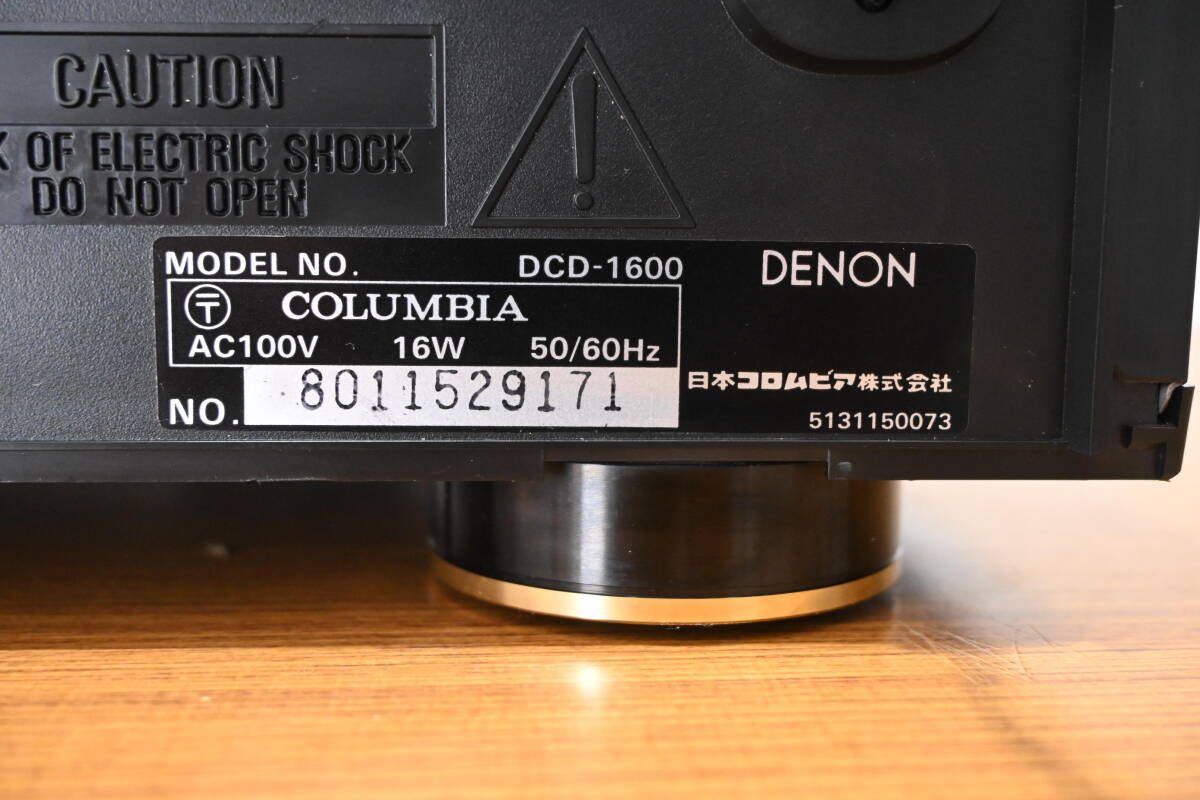 CAUTION
OF ELECTRIC SHOCK
DO NOT OPEN
MODEL NO. DCD-1600
DENON
〒 COLUMBIA
AC100V 16W 50/60Hz
NO. 8011529171
日本コロムビア株式会社
5131150073